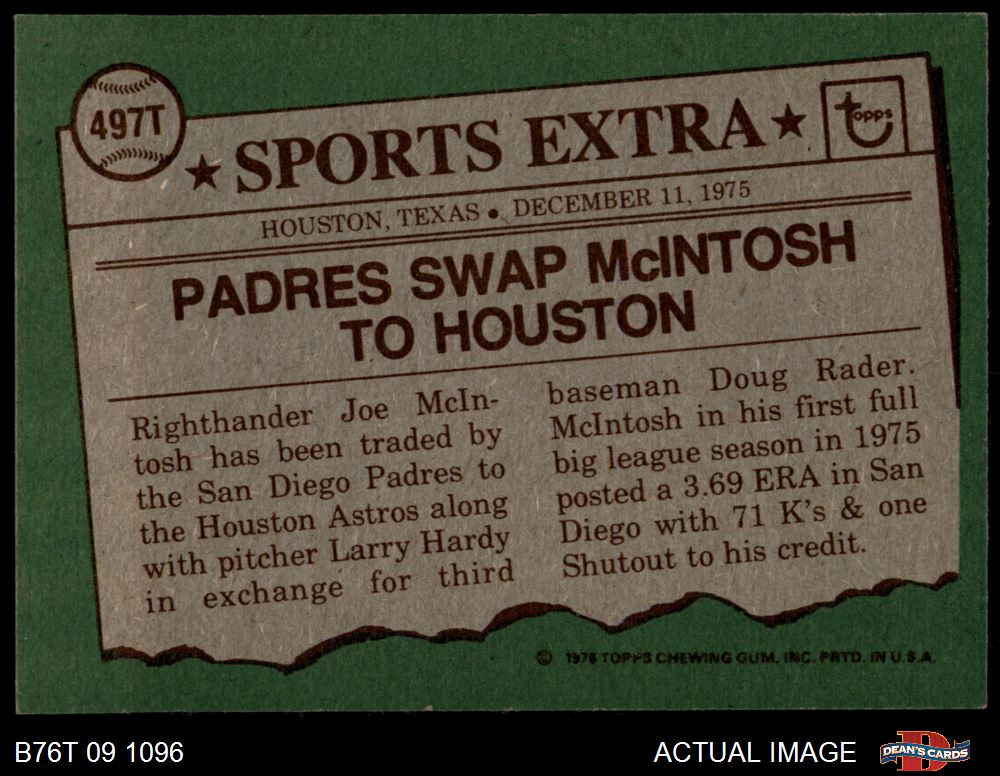 497T
★ SPORTS EXTRA ★
topps
HOUSTON, TEXAS • DECEMBER 11, 1975
PADRES SWAP McINTOSH
TO HOUSTON
Righthander Joe McIn-
tosh has been traded by
the San Diego Padres to
the Houston Astros along
with pitcher Larry Hardy
in exchange for third
baseman Doug Rader.
McIntosh in his first full
big league season in 1975
posted a 3.69 ERA in San
Diego with 71 K's & one
Shutout to his credit.
© 1976 TOPPS CHEWING GUM, INC. PRTD. IN U.S.A.
B76T 09 1096
ACTUAL IMAGE
DEAN'S CARDS